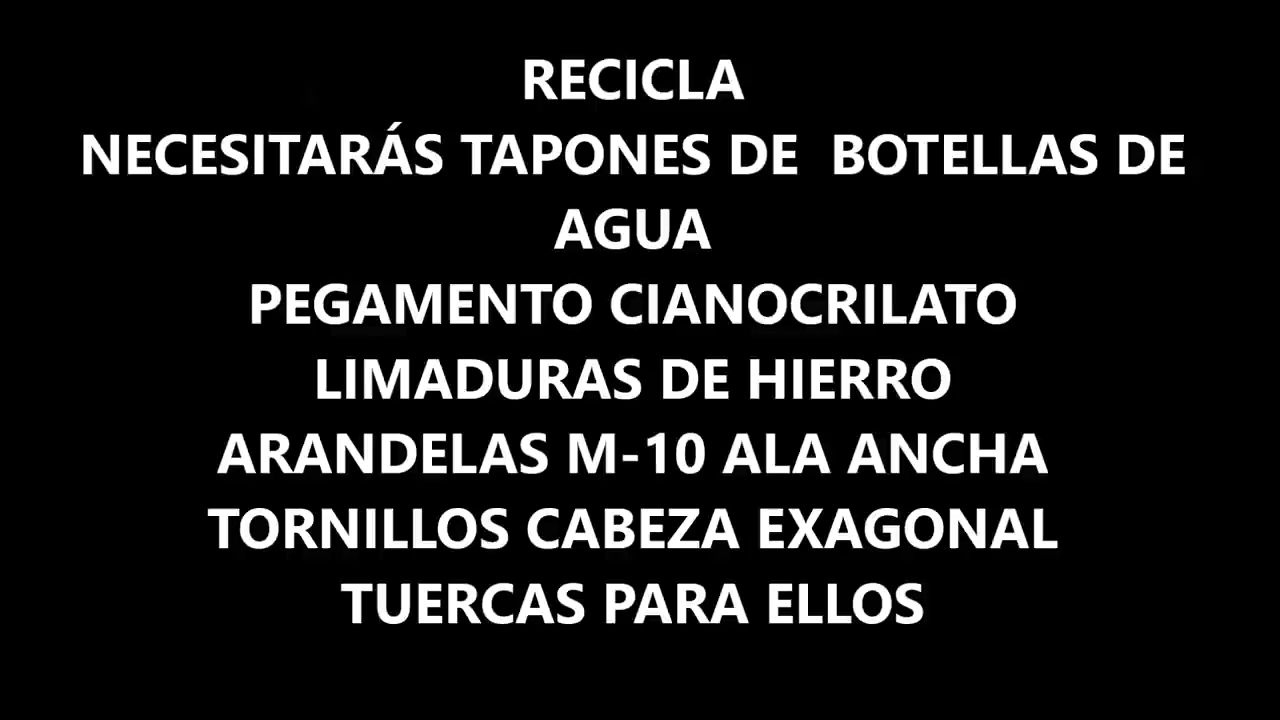 RECICLA
NECESITARÁS TAPONES DE  BOTELLAS DE
AGUA
PEGAMENTO CIANOCRILATO
LIMADURAS DE HIERRO
ARANDELAS M-10 ALA ANCHA
TORNILLOS CABEZA EXAGONAL
TUERCAS PARA ELLOS